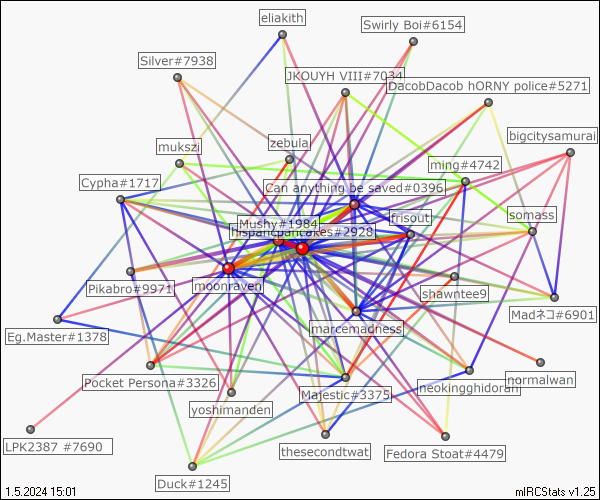 eliakith
Swirly Boi#6154
Silver#7938
JKOUYH VIII#7034
DacobDacob hORNY police#5271
bigcitysamurai
mukszi
zebula
ming#4742
Cypha#1717
Can anything be saved#0396
frisout
somass
Mushy#1984
hispanicpancakes#2928
Pikabro#9971
moonraven
shawntee9
Madネコ#6901
marcemadness
Eg.Master#1378
Pocket Persona#3326
Majestic#3375
neokingghidorah
normalwan
yoshimanden
LPK2387 #7690
thesecondtwat
Fedora Stoat#4479
Duck#1245
1.5.2024 15:01
mIRCStats v1.25